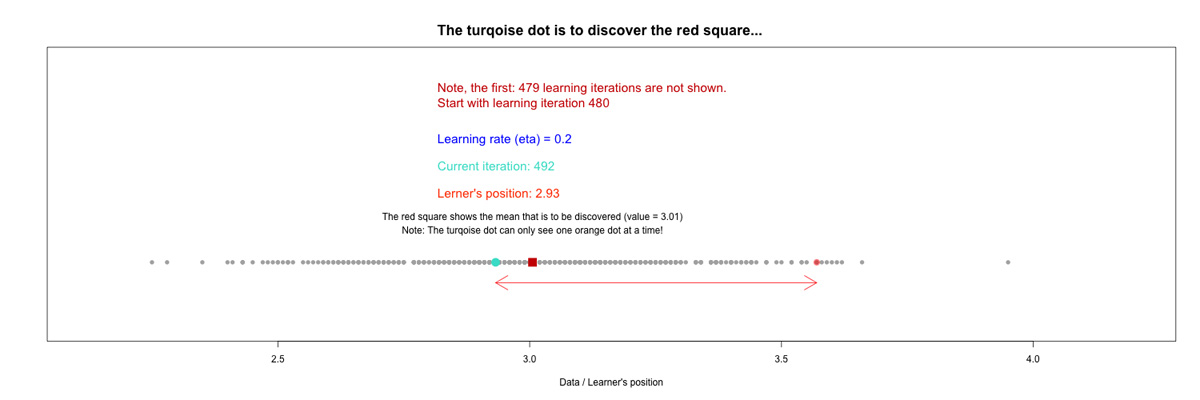 The turqoise dot is to discover the red square...
Note, the first: 479 learning iterations are not shown.
Start with learning iteration 480
Learning rate (eta) = 0.2
Current iteration: 492
Lerner's position: 2.93
The red square shows the mean that is to be discovered (value = 3.01)
Note: The turqoise dot can only see one orange dot at a time!
2.5 3.0 3.5 4.0
Data / Learner's position